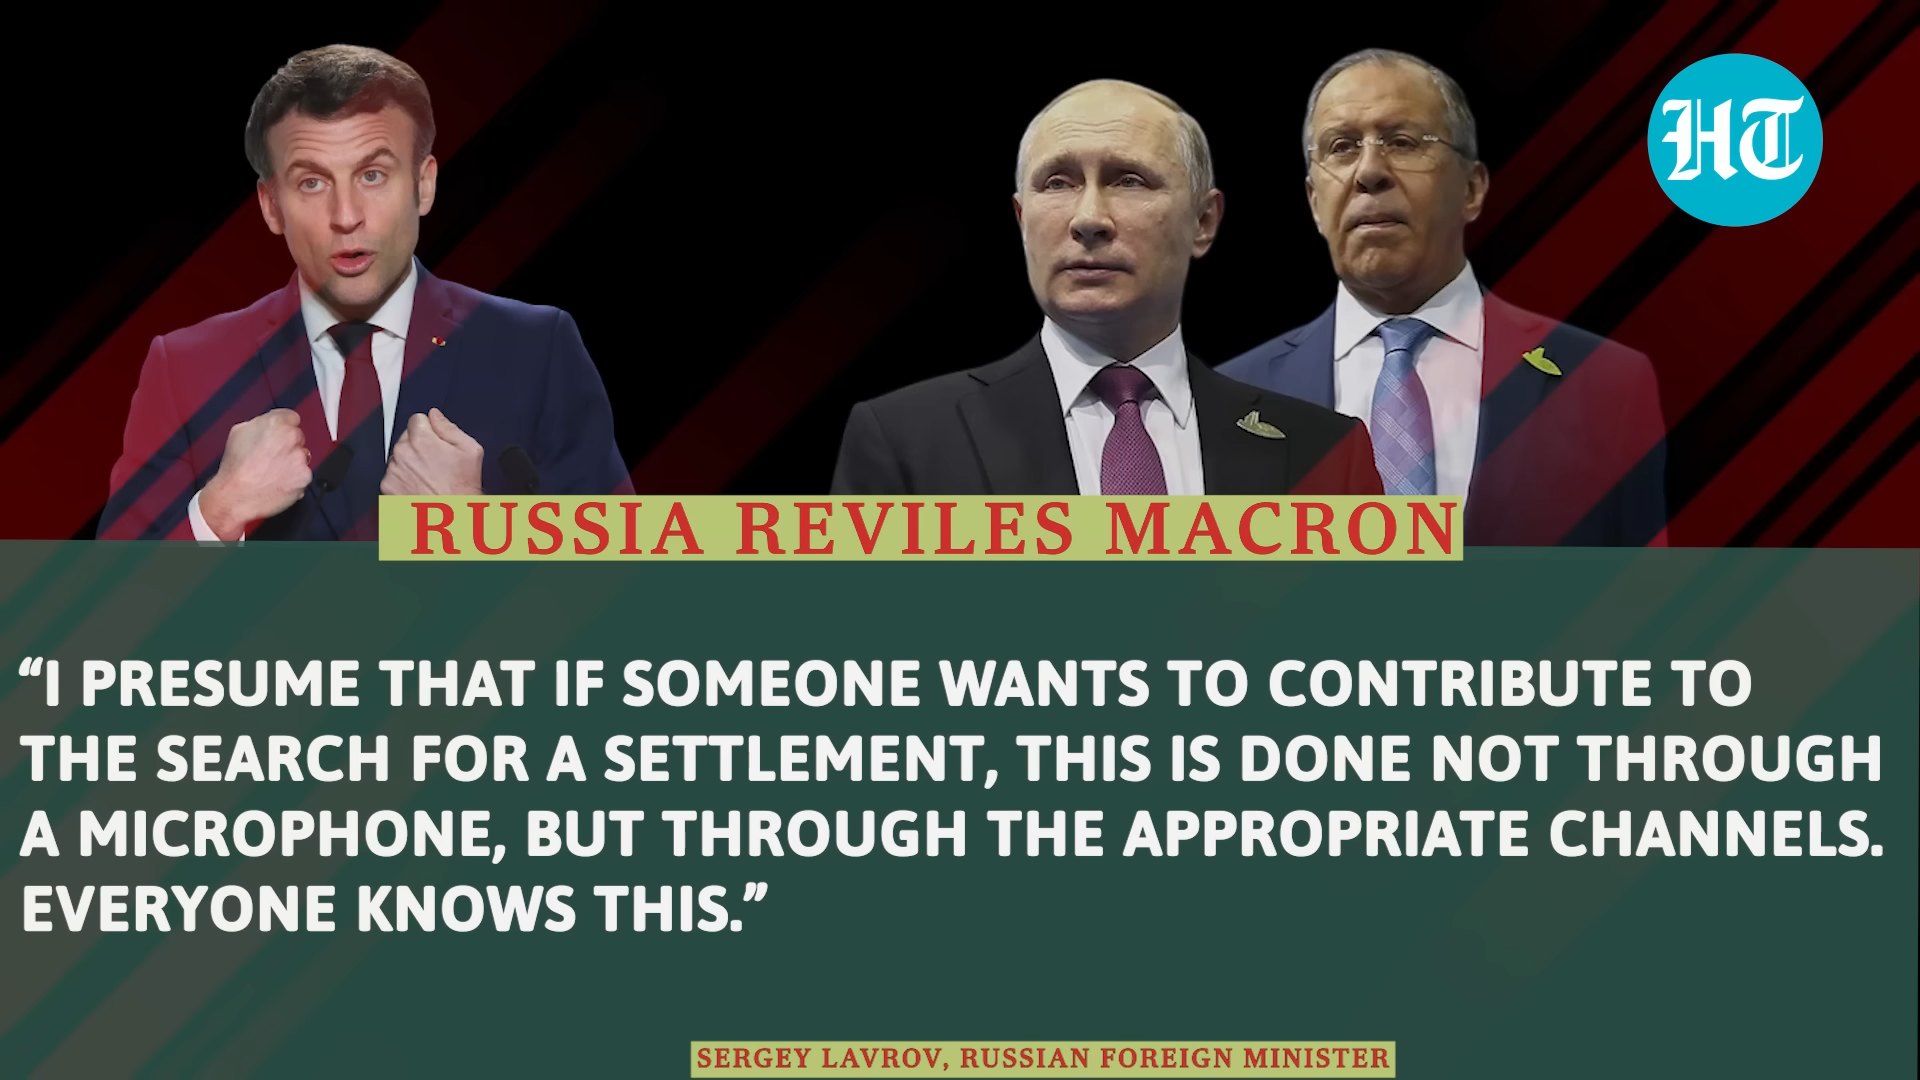 HT
RUSSIA REVILES MACRON
“I PRESUME THAT IF SOMEONE WANTS TO CONTRIBUTE TO
THE SEARCH FOR A SETTLEMENT, THIS IS DONE NOT THROUGH
A MICROPHONE, BUT THROUGH THE APPROPRIATE CHANNELS.
EVERYONE KNOWS THIS.”
SERGEY LAVROV, RUSSIAN FOREIGN MINISTER